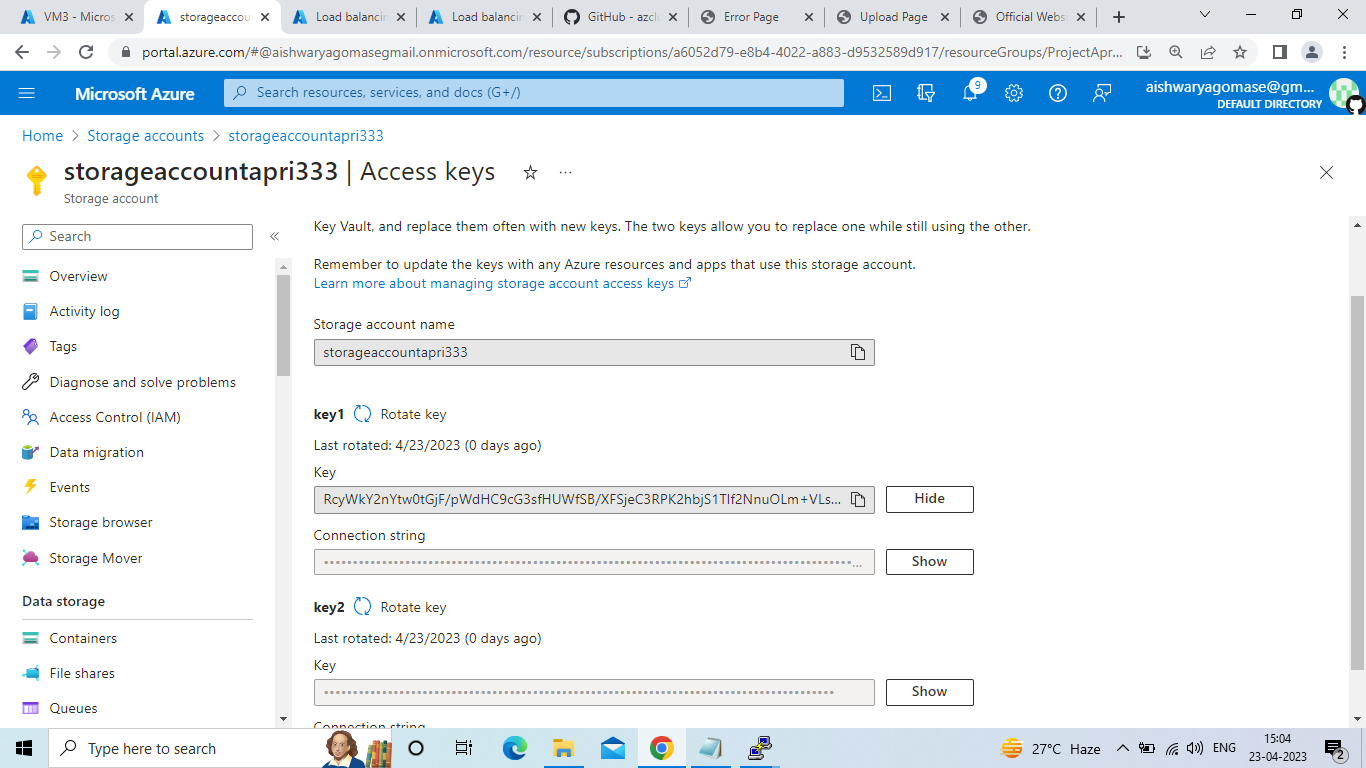 VM3 - Micros
storageaccou
Load balancin
Load balancin
GitHub - azcl
Error Page
Upload Page
Official Webs
portal.azure.com/#@aishwaryagomasegmail.onmicrosoft.com/resource/subscriptions/a6052d79-e8b4-4022-a883-d9532589d917/resourceGroups/ProjectApr...
Microsoft Azure
Search resources, services, and docs (G+/)
9
aishwaryagomase@gm...
DEFAULT DIRECTORY
Home > Storage accounts > storageaccountapri333
storageaccountapri333 | Access keys
Storage account
Search
Overview
Activity log
Tags
Diagnose and solve problems
Access Control (IAM)
Data migration
Events
Storage browser
Storage Mover
Data storage
Containers
File shares
Queues
Key Vault, and replace them often with new keys. The two keys allow you to replace one while still using the other.
Remember to update the keys with any Azure resources and apps that use this storage account.
Learn more about managing storage account access keys
Storage account name
storageaccountapri333
key1 Rotate key
Last rotated: 4/23/2023 (0 days ago)
Key
Hide
Connection string
Show
key2 Rotate key
Last rotated: 4/23/2023 (0 days ago)
Key
Show
Connection string
Type here to search
27°C Haze
ENG
15:04
23-04-2023
2